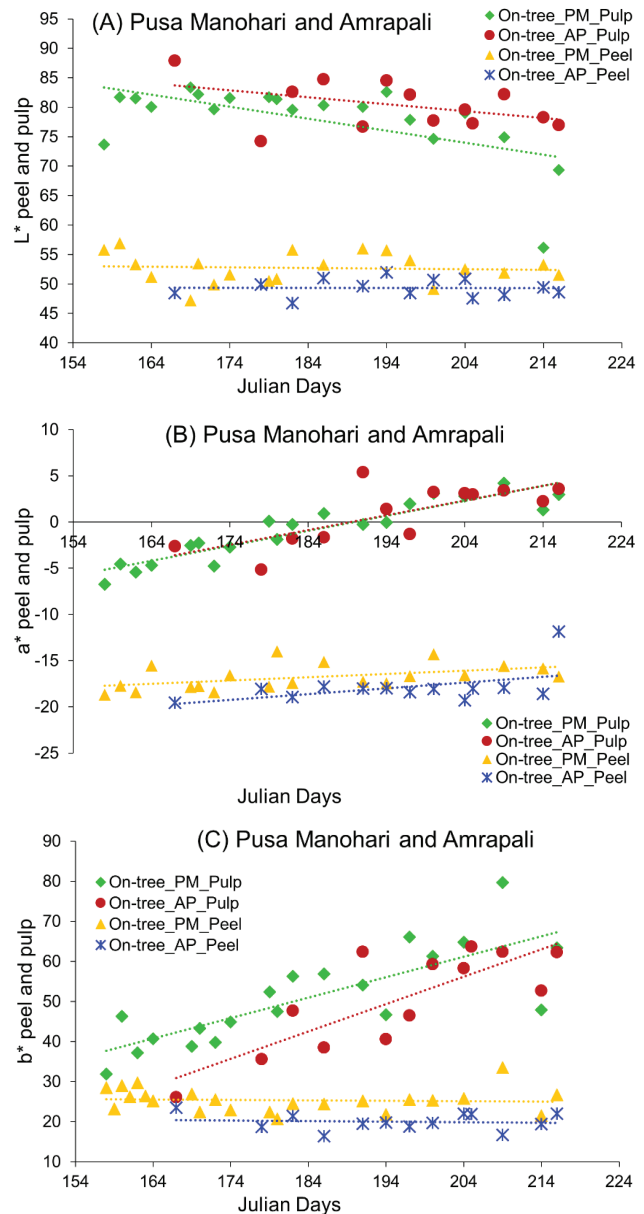 (A) Pusa Manohari and Amrapali
On-tree_PM_Pulp
On-tree_AP_Pulp
On-tree_PM_Peel
On-tree_AP_Peel
L* peel and pulp
95
90
85
80
75
70
65
60
55
50
45
40
154 164 174 184 194 204 214 224
Julian Days
(B) Pusa Manohari and Amrapali
a* peel and pulp
10
5
0
-5
-10
-15
-20
-25
154 164 174 184 194 204 214 224
On-tree_PM_Pulp
On-tree_AP_Pulp
On-tree_PM_Peel
On-tree_AP_Peel
Julian Days
(C) Pusa Manohari and Amrapali
On-tree_PM_Pulp
On-tree_AP_Pulp
On-tree_PM_Peel
On-tree_AP_Peel
b* peel and pulp
90
80
70
60
50
40
30
20
10
154 164 174 184 194 204 214 224
Julian Days